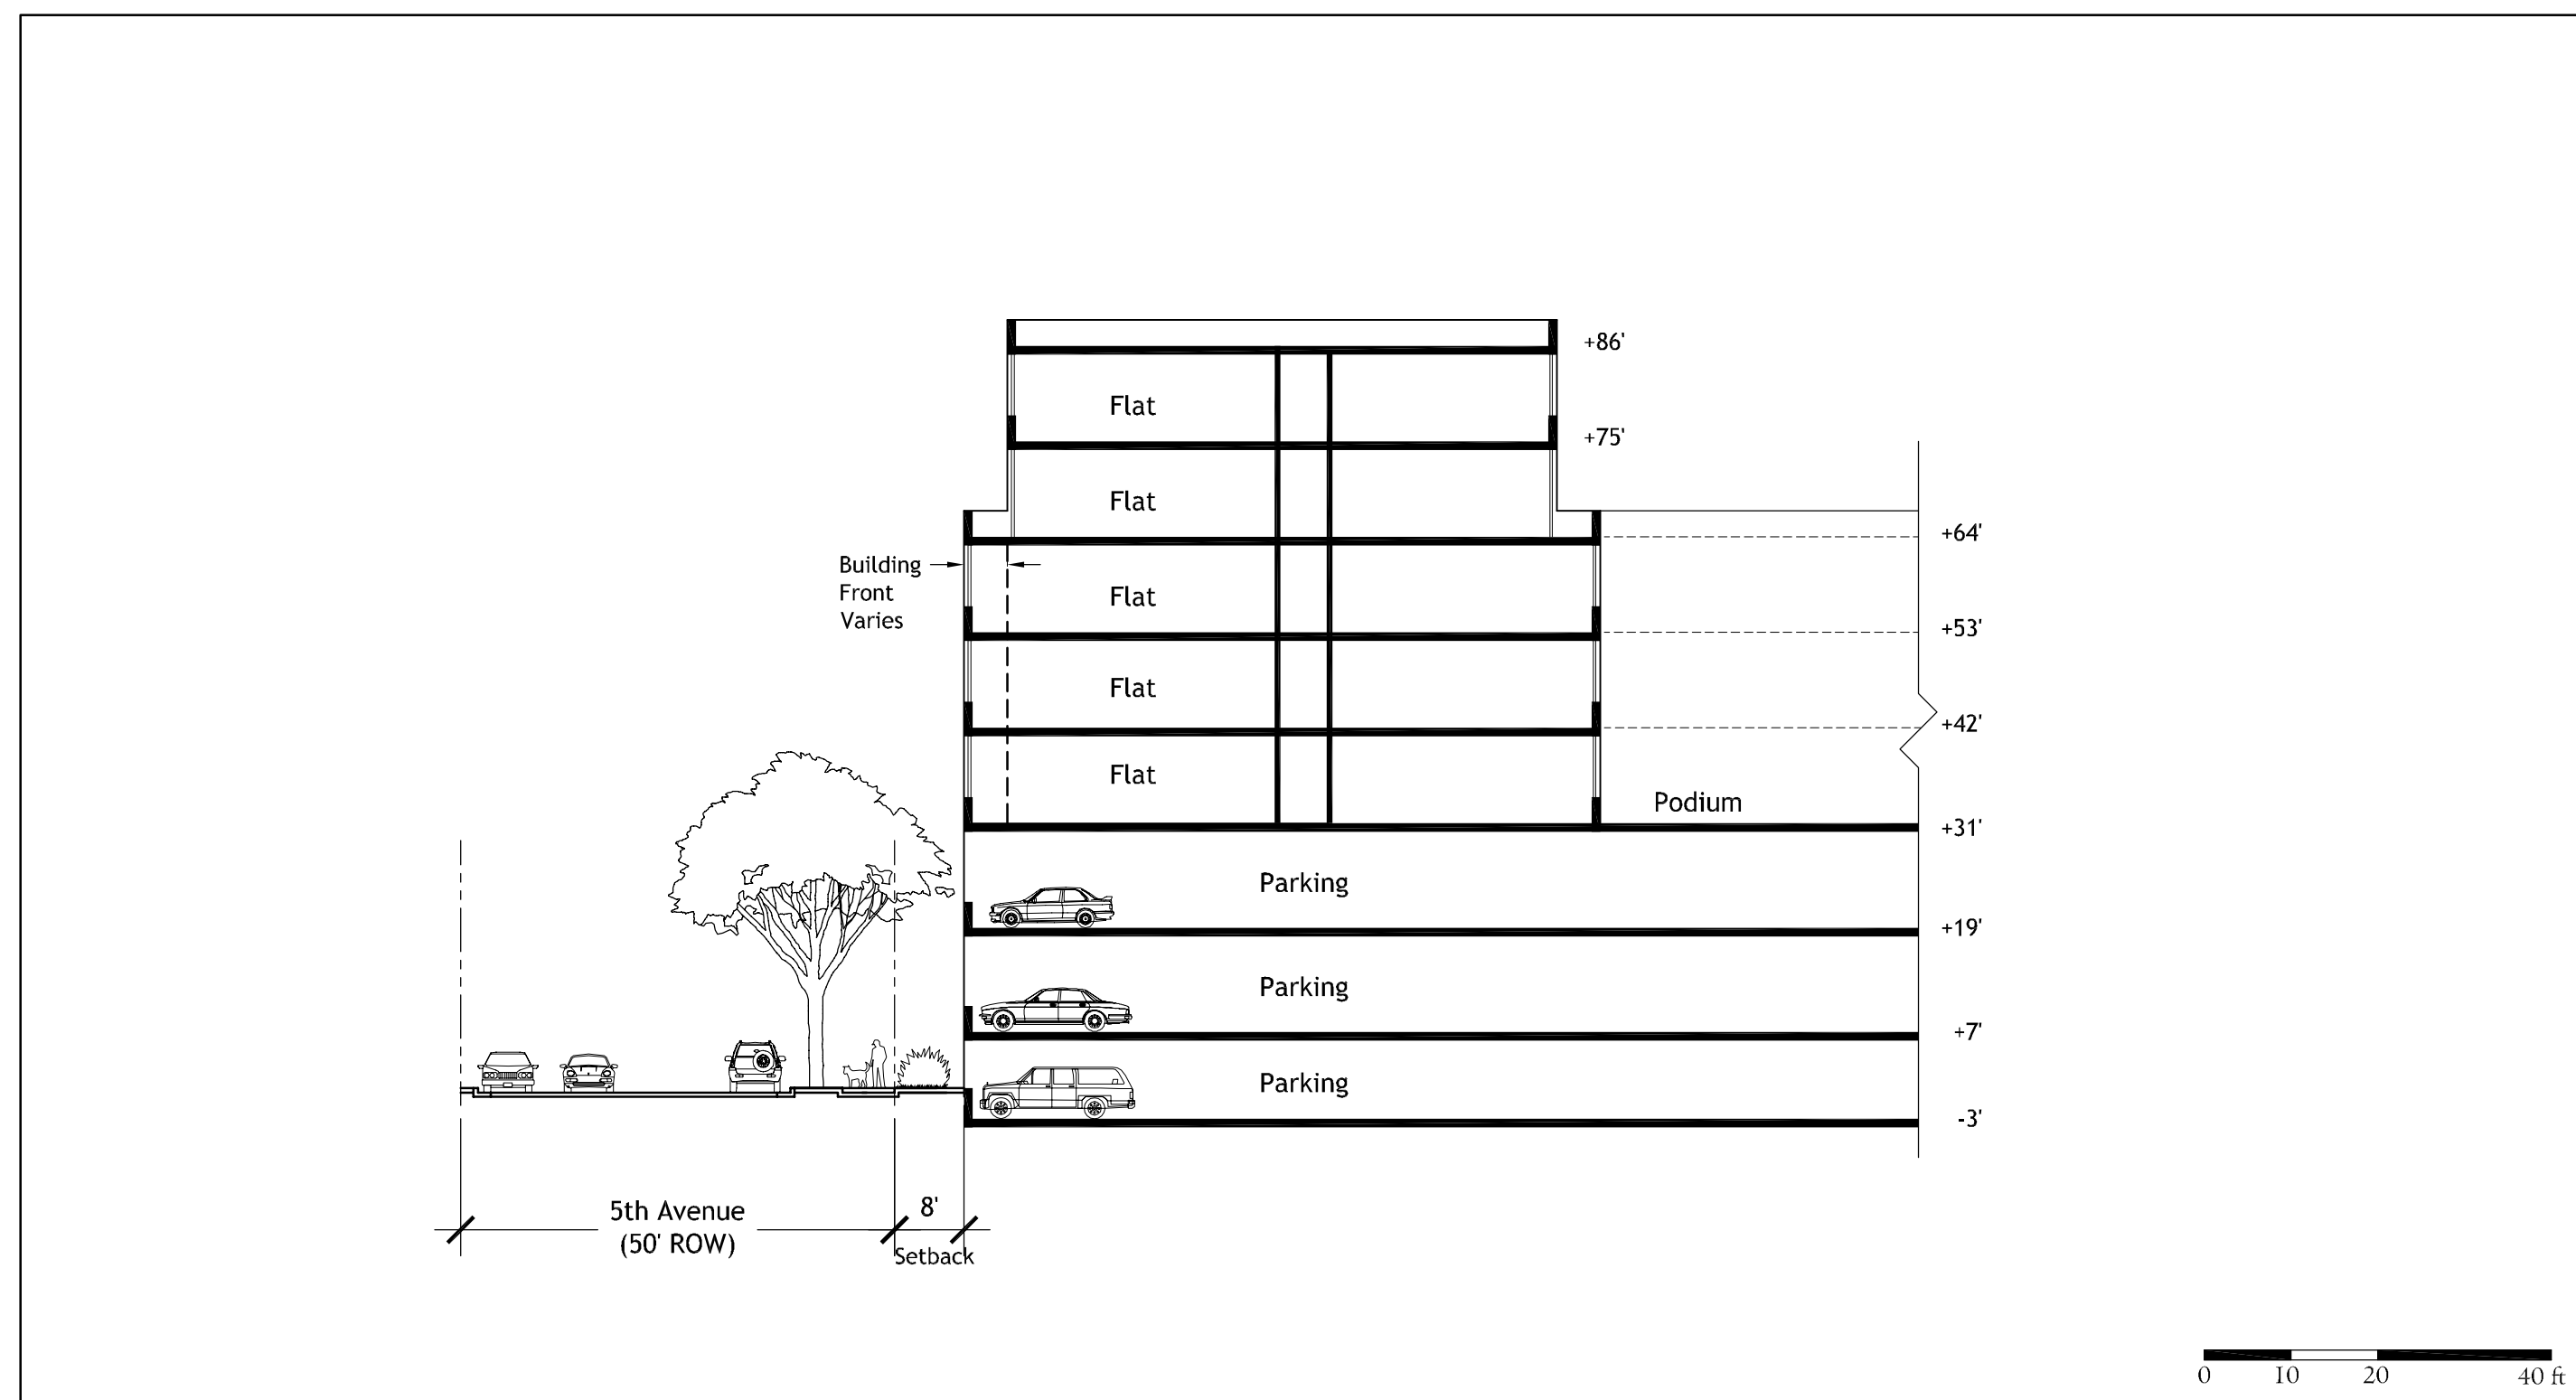 +86'
Flat
+75'
Flat
+64'
Building
Front
Varies
Flat
+53'
Flat
+42'
Flat
Podium
+31'
Parking
+19'
Parking
+7'
Parking
-3'
5th Avenue
(50' ROW)
8'
Setback
0 10 20 40 ft